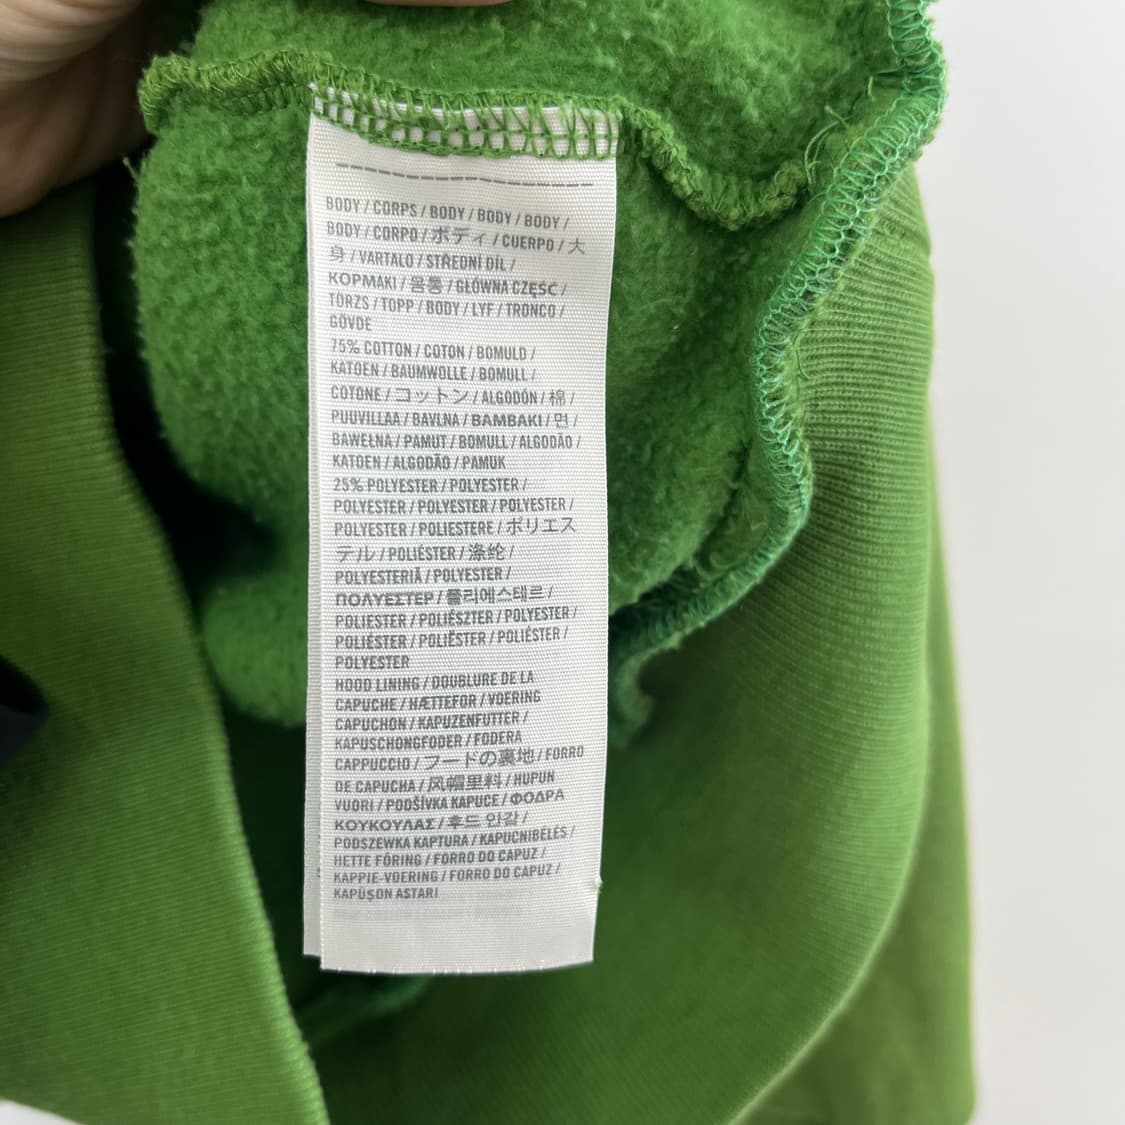 BODY / CORPS / BODY / BODY / BODY /
BODY / CORPO / ボディ / CUERPO / 大
身 / VARTALO / STŘEDNÍ DÍL /
ΚΟΡΜΑΚΙ / 몸통 / GŁÓWNA CZĘŚĆ /
TÖRZS / TOPP / BODY / LYF / TRONCO /
GÖVDE
75% COTTON / COTON / BOMULD /
KATOEN / BAUMWOLLE / BOMULL /
COTONE / コットン / ALGODÓN / 棉 /
PUUVILLAA / BAVLNA / ΒΑΜΒΑΚΙ / 면 /
BAWEŁNA / PAMUT / BOMULL / ALGODÃO /
KATOEN / ALGODÃO / PAMUK
25% POLYESTER / POLYESTER /
POLYESTER / POLYESTER / POLYESTER /
POLYESTER / POLIESTERE / ポリエス
テル / POLIÉSTER / 涤纶 /
POLYESTERIÄ / POLYESTER /
ΠΟΛΥΕΣΤΕΡ / 폴리에스테르 /
POLIESTER / POLIÉSZTER / POLYESTER /
POLIÉSTER / POLIËSTER / POLIÉSTER /
POLYESTER
HOOD LINING / DOUBLURE DE LA
CAPUCHE / HÆTTEFOR / VOERING
CAPUCHON / KAPUZENFUTTER /
KAPUSCHONGFODER / FODERA
CAPPUCCIO / フードの裏地 / FORRO
DE CAPUCHA / 风帽里料 / HUPUN
VUORI / PODŠÍVKA KAPUCE / ΦΟΔΡΑ
ΚΟΥΚΟΥΛΑΣ / 후드 안감 /
PODSZEWKA KAPTURA / KAPUCNIBÉLÉS /
HETTE FÔRING / FORRO DO CAPUZ /
KAPPIE-VOERING / FORRO DO CAPUZ /
KAPÜŞON ASTARI